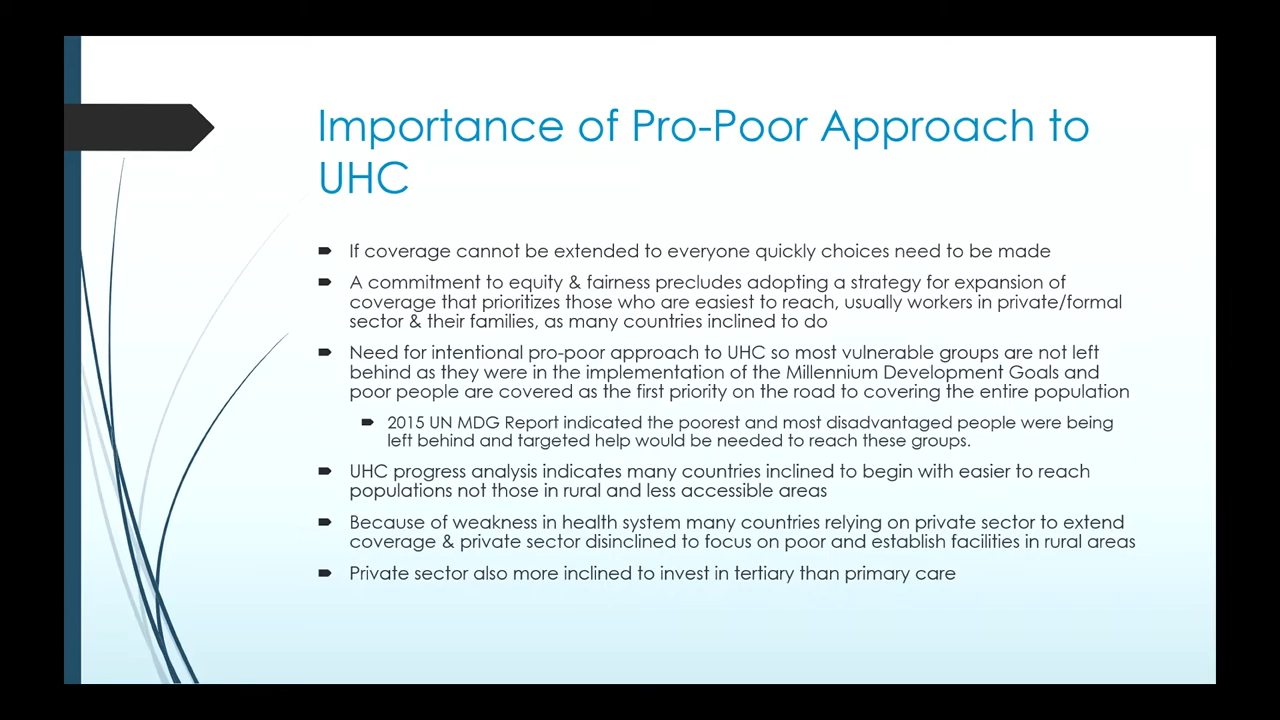 Importance of Pro-Poor Approach to
UHC
If coverage cannot be extended to everyone quickly choices need to be made
A commitment to equity & fairness precludes adopting a strategy for expansion of
coverage that prioritizes those who are easiest to reach, usually workers in private/formal
sector & their families, as many countries inclined to do
Need for intentional pro-poor approach to UHC so most vulnerable groups are not left
behind as they were in the implementation of the Millennium Development Goals and
poor people are covered as the first priority on the road to covering the entire population
2015 UN MDG Report indicated the poorest and most disadvantaged people were being
left behind and targeted help would be needed to reach these groups.
UHC progress analysis indicates many countries inclined to begin with easier to reach
populations not those in rural and less accessible areas
Because of weakness in health system many countries relying on private sector to extend
coverage & private sector disinclined to focus on poor and establish facilities in rural areas
Private sector also more inclined to invest in tertiary than primary care